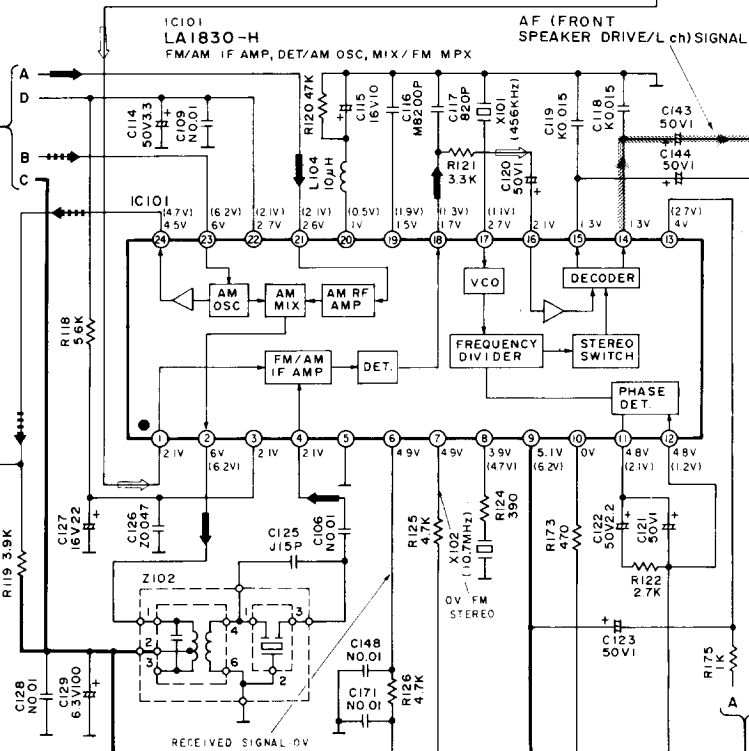 IC101
LA1830-H
FM/AM IF AMP, DET/AM OSC, MIX/FM MPX
AF (FRONT
SPEAKER DRIVE/L ch) SIGNAL
A
D
B
C
C114
50V3.3
C109
N0.01
R120 47K
C115
16V10
C116
M8200P
C117
820P
X101
(456KHz)
C119
K0.015
C118
K0.015
C143
50V1
C144
50V1
L104
10μH
R121
3.3K
C120
50V1
IC101
(4.7V)
4.5V
(6.2V)
6V
(2.1V)
2.7V
(2.1V)
2.6V
(0.5V)
1V
(1.9V)
1.5V
(1.3V)
1.7V
(1.1V)
2.7V
2.1V
1.3V
1.3V
(2.7V)
4V
24 23 22 21 20 19 18 17 16 15 14 13
AM
OSC
AM
MIX
AM RF
AMP
VCO
DECODER
R118
56K
FM/AM
IF AMP
DET.
FREQUENCY
DIVIDER
STEREO
SWITCH
PHASE
DET.
1 2 3 4 5 6 7 8 9 10 11 12
2.1V
6V
(6.2V)
2.1V
2.1V
4.9V
4.9V
3.9V
(4.7V)
5.1V
(6.2V)
0V
4.8V
(2.1V)
4.8V
(1.2V)
R119 3.9K
C127
16V22
C126
Z0.047
C125
J15P
C106
N0.01
R125
4.7K
X102
(10.7MHz)
R124
390
R173
470
C122
50V2.2
C121
50V1
R122
2.7K
0V FM
STEREO
Z102
1
2
3
4
6
1
3
2
C123
50V1
R175
1K
C128
N0.01
C129
6.3V100
C148
N0.01
C171
N0.01
R126
4.7K
A
RECEIVED SIGNAL 0V